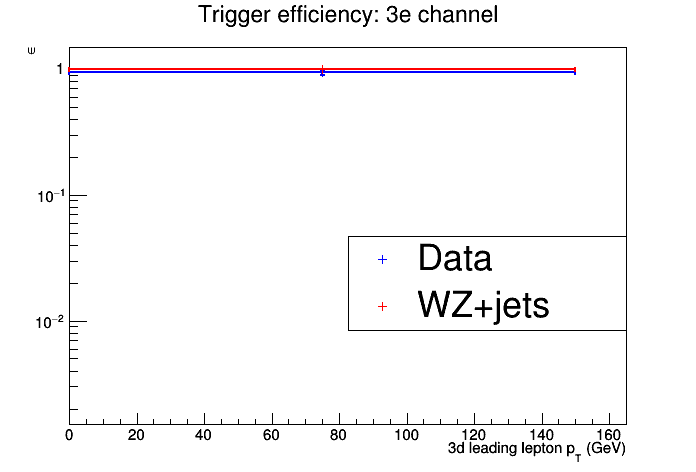 Trigger efficiency: 3e channel
∈
1
10⁻¹
10⁻²
Data
WZ+jets
0 20 40 60 80 100 120 140 160
3d leading lepton p_T (GeV)